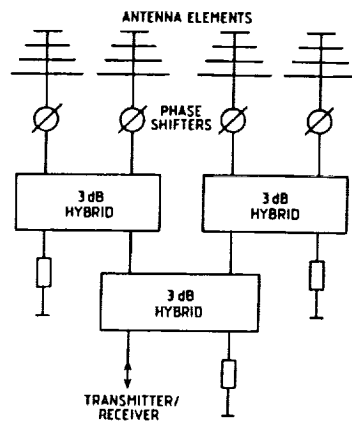 ANTENNA ELEMENTS
PHASE
SHIFTERS
3 dB
HYBRID
3 dB
HYBRID
3 dB
HYBRID
TRANSMITTER/
RECEIVER